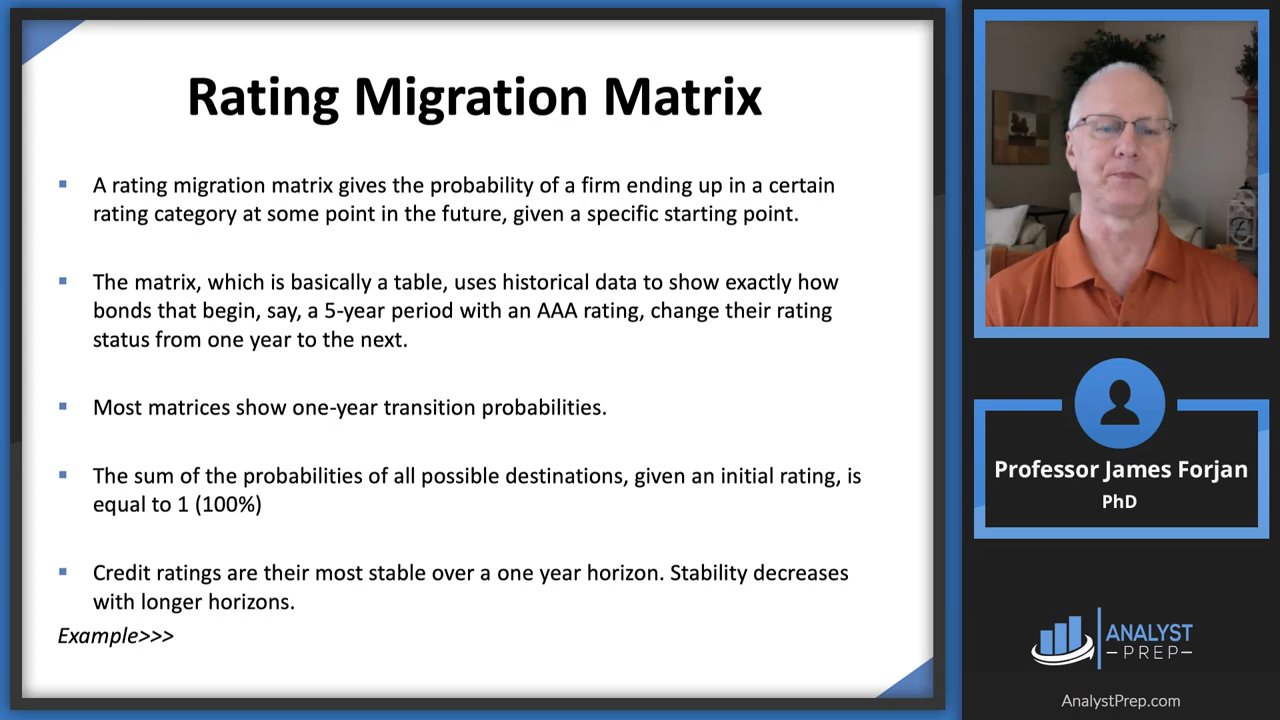 Rating Migration Matrix
A rating migration matrix gives the probability of a firm ending up in a certain
rating category at some point in the future, given a specific starting point.
The matrix, which is basically a table, uses historical data to show exactly how
bonds that begin, say, a 5-year period with an AAA rating, change their rating
status from one year to the next.
Most matrices show one-year transition probabilities.
The sum of the probabilities of all possible destinations, given an initial rating, is
equal to 1 (100%)
Credit ratings are their most stable over a one year horizon. Stability decreases
with longer horizons.
Example>>>
Professor James Forjan
PhD
ANALYST
PREP
AnalystPrep.com